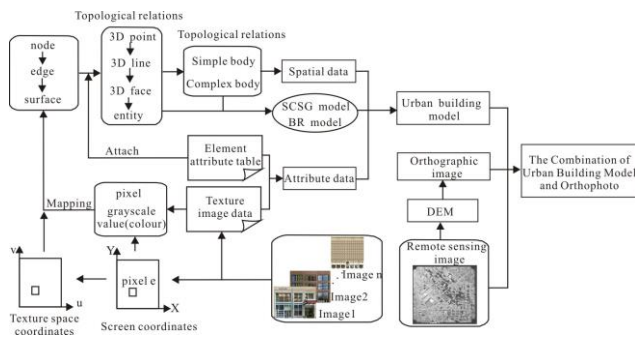 Topological relations
node
edge
surface
3D point
3D line
3D face
entity
Topological relations
Simple body
Complex body
Spatial data
SCSG model
BR model
Urban building
model
Attach
Element
attribute table
Attribute data
Orthographic
image
The Combination of
Urban Building Model
and Orthophoto
Mapping
pixel
grayscale
value(colour)
Texture
image data
DEM
Remote sensing
image
v
u
Texture space
coordinates
Y
pixel e
X
Screen coordinates
Image n
Image2
Image1